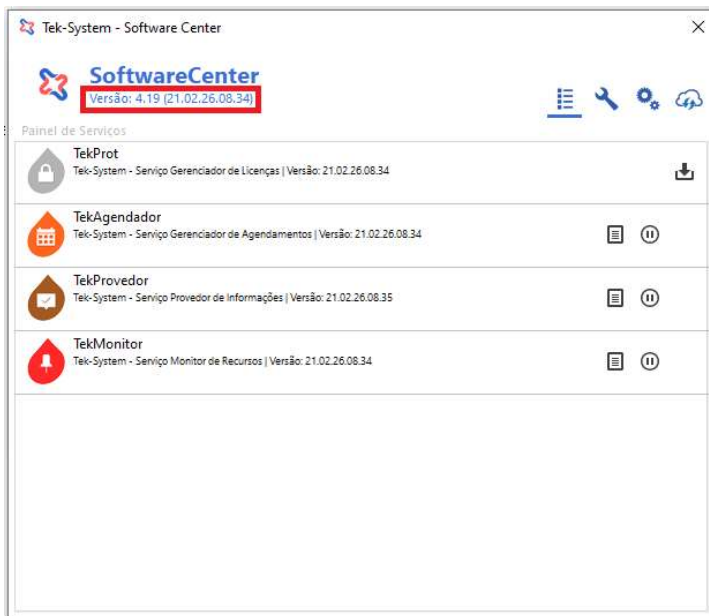 Tek-System - Software Center
SoftwareCenter
Versão: 4.19 (21.02.26.08.34)
Painel de Serviços
TekProt
Tek-System - Serviço Gerenciador de Licenças | Versão: 21.02.26.08.34
TekAgendador
Tek-System - Serviço Gerenciador de Agendamentos | Versão: 21.02.26.08.34
TekProvedor
Tek-System - Serviço Provedor de Informações | Versão: 21.02.26.08.35
TekMonitor
Tek-System - Serviço Monitor de Recursos | Versão: 21.02.26.08.34